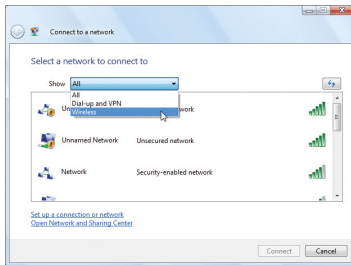 Connect to a network
Select a network to connect to
Show All
All
Dial-up and VPN
Wireless
Un work
Unnamed Network Unsecured network
Network Security-enabled network
Set up a connection or network
Open Network and Sharing Center
Connect Cancel